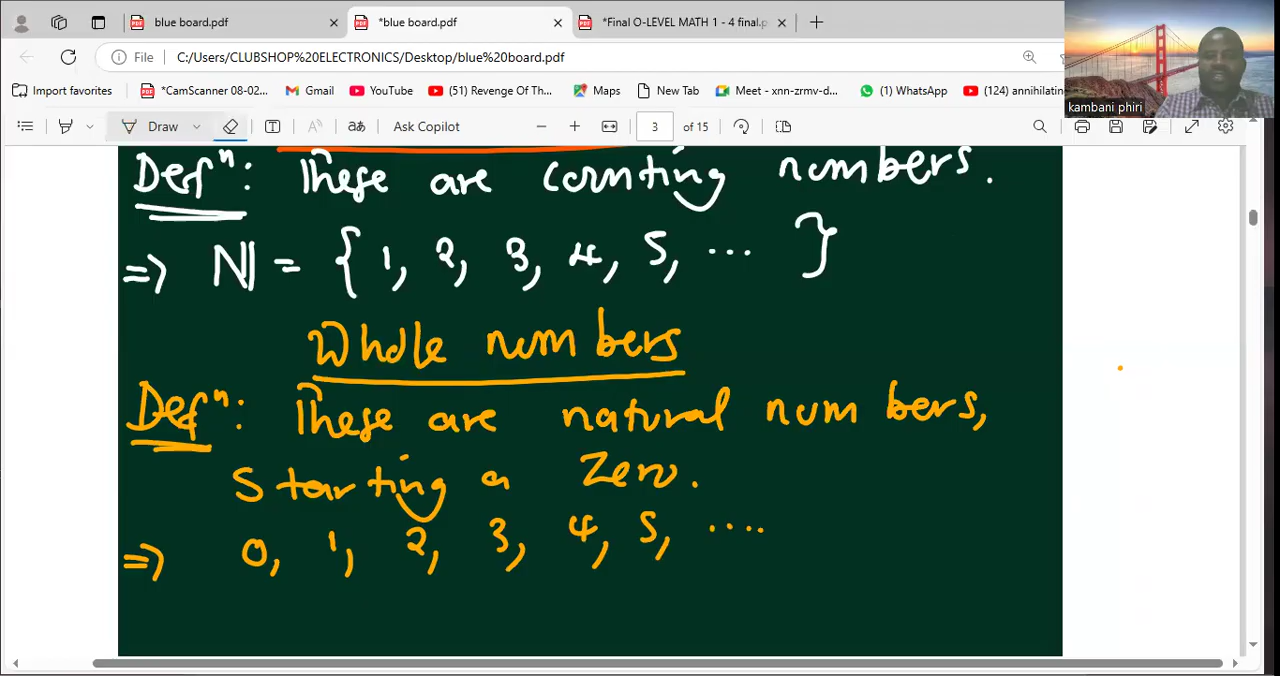 blue board.pdf
*blue board.pdf
*Final O-LEVEL MATH 1 - 4 final.p
File
C:/Users/CLUBSHOP%20ELECTRONICS/Desktop/blue%20board.pdf
Import favorites
*CamScanner 08-02...
Gmail
YouTube
(51) Revenge Of Th...
Maps
New Tab
Meet - xnn-zrmv-d...
(1) WhatsApp
(124) annihilatin
kambani phiri
Draw
aあ
Ask Copilot
3 of 15
Defⁿ: These are counting numbers.
=> ℕ = { 1, 2, 3, 4, 5, ... }
Whole numbers
Defⁿ: These are natural numbers,
starting a Zero.
=> 0, 1, 2, 3, 4, 5, ....